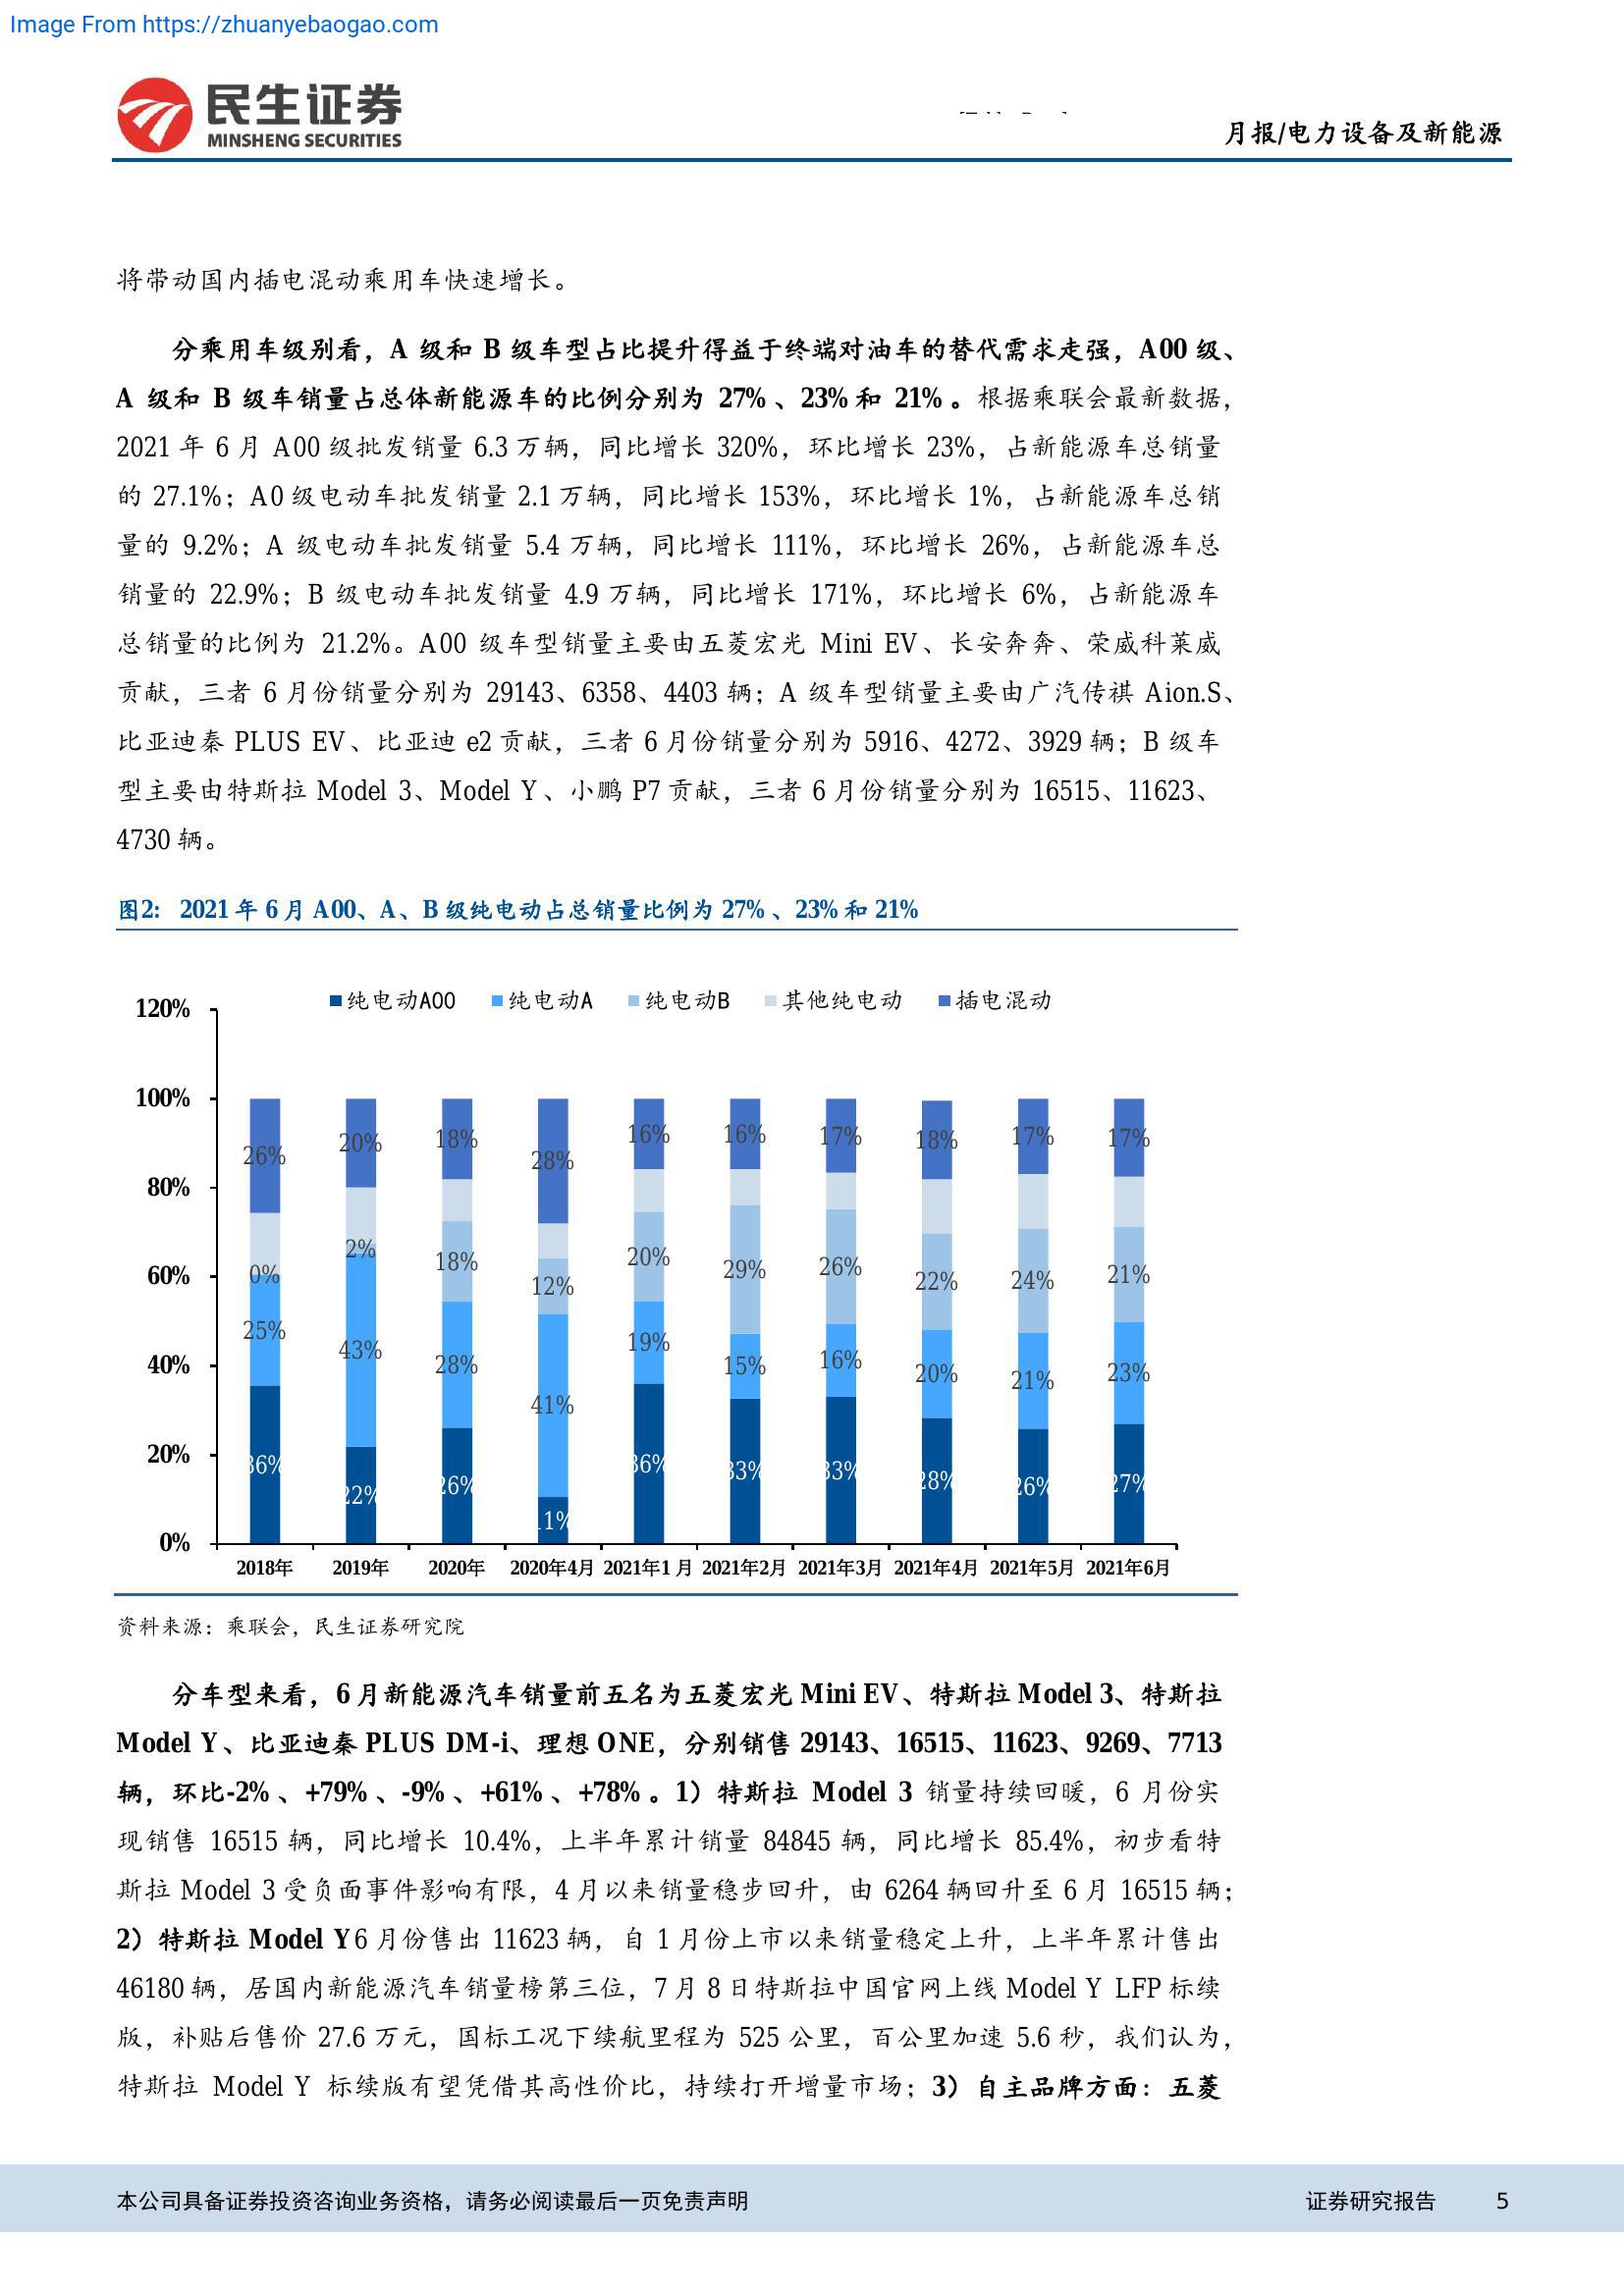 Image From https://zhuanyebaogao.com
民生证券
MINSHENG SECURITIES
月报/电力设备及新能源
将带动国内插电混动乘用车快速增长。
分乘用车级别看，A 级和 B 级车型占比提升得益于终端对油车的替代需求走强，A00 级、
A 级和 B 级车销量占总体新能源车的比例分别为 27%、23%和 21%。根据乘联会最新数据，
2021 年 6 月 A00 级批发销量 6.3 万辆，同比增长 320%，环比增长 23%，占新能源车总销量
的 27.1%；A0 级电动车批发销量 2.1 万辆，同比增长 153%，环比增长 1%，占新能源车总销
量的 9.2%；A 级电动车批发销量 5.4 万辆，同比增长 111%，环比增长 26%，占新能源车总
销量的 22.9%；B 级电动车批发销量 4.9 万辆，同比增长 171%，环比增长 6%，占新能源车
总销量的比例为 21.2%。A00 级车型销量主要由五菱宏光 Mini EV、长安奔奔、荣威科莱威
贡献，三者 6 月份销量分别为 29143、6358、4403 辆；A 级车型销量主要由广汽传祺 Aion.S、
比亚迪秦 PLUS EV、比亚迪 e2 贡献，三者 6 月份销量分别为 5916、4272、3929 辆；B 级车
型主要由特斯拉 Model 3、Model Y、小鹏 P7 贡献，三者 6 月份销量分别为 16515、11623、
4730 辆。
图2: 2021 年 6 月 A00、A、B 级纯电动占总销量比例为 27%、23%和 21%
纯电动A00 纯电动A 纯电动B 其他纯电动 插电混动
120%
100%
80%
60%
40%
20%
0%
26% 20% 18% 28% 16% 16% 17% 18% 17% 17%
0% 2% 18% 12% 20% 29% 26% 22% 24% 21%
25% 43% 28% 41% 19% 15% 16% 20% 21% 23%
36% 22% 26% 11% 36% 33% 33% 28% 26% 27%
2018年 2019年 2020年 2020年4月 2021年1月 2021年2月 2021年3月 2021年4月 2021年5月 2021年6月
资料来源：乘联会，民生证券研究院
分车型来看，6 月新能源汽车销量前五名为五菱宏光 Mini EV、特斯拉 Model 3、特斯拉
Model Y、比亚迪秦 PLUS DM-i、理想 ONE，分别销售 29143、16515、11623、9269、7713
辆，环比-2%、+79%、-9%、+61%、+78%。1）特斯拉 Model 3 销量持续回暖，6 月份实
现销售 16515 辆，同比增长 10.4%，上半年累计销量 84845 辆，同比增长 85.4%，初步看特
斯拉 Model 3 受负面事件影响有限，4 月以来销量稳步回升，由 6264 辆回升至 6 月 16515 辆；
2）特斯拉 Model Y6 月份售出 11623 辆，自 1 月份上市以来销量稳定上升，上半年累计售出
46180 辆，居国内新能源汽车销量榜第三位，7 月 8 日特斯拉中国官网上线 Model Y LFP 标续
版，补贴后售价 27.6 万元，国标工况下续航里程为 525 公里，百公里加速 5.6 秒，我们认为，
特斯拉 Model Y 标续版有望凭借其高性价比，持续打开增量市场；3）自主品牌方面：五菱
本公司具备证券投资咨询业务资格，请务必阅读最后一页免责声明
证券研究报告 5